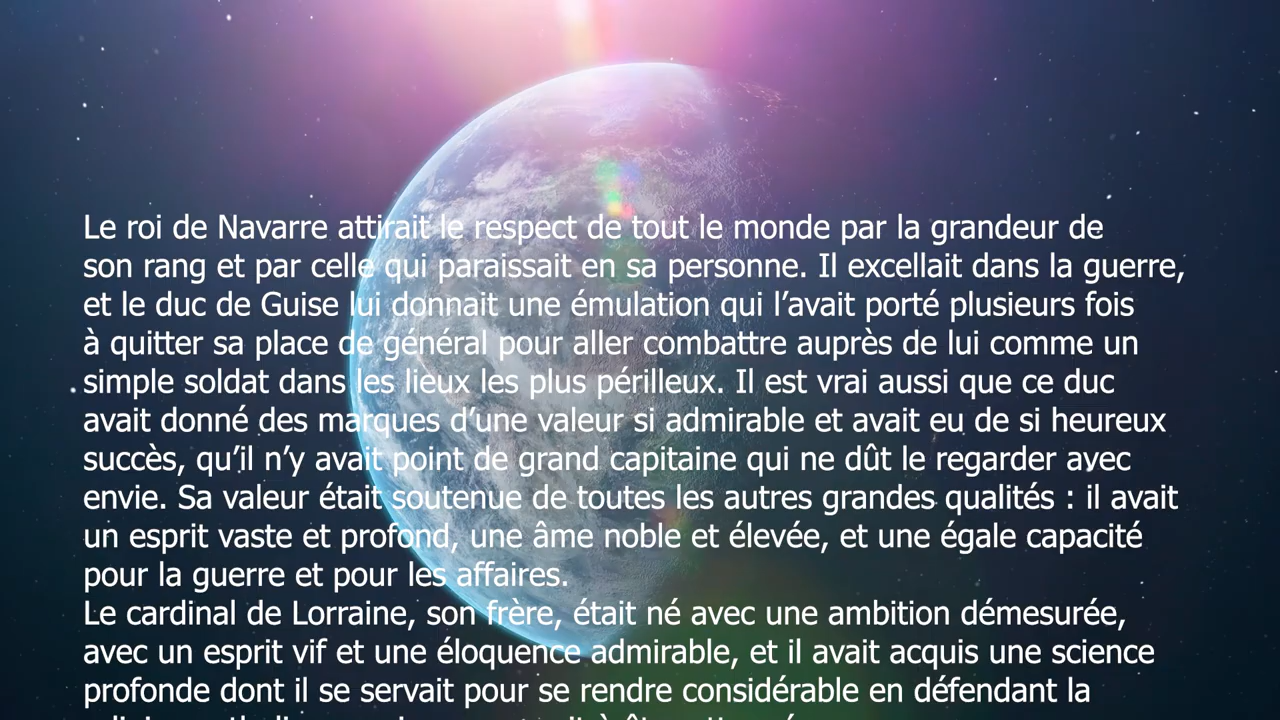 Le roi de Navarre attirait le respect de tout le monde par la grandeur de
son rang et par celle qui paraissait en sa personne. Il excellait dans la guerre,
et le duc de Guise lui donnait une émulation qui l’avait porté plusieurs fois
à quitter sa place de général pour aller combattre auprès de lui comme un
simple soldat dans les lieux les plus périlleux. Il est vrai aussi que ce duc
avait donné des marques d’une valeur si admirable et avait eu de si heureux
succès, qu’il n’y avait point de grand capitaine qui ne dût le regarder avec
envie. Sa valeur était soutenue de toutes les autres grandes qualités : il avait
un esprit vaste et profond, une âme noble et élevée, et une égale capacité
pour la guerre et pour les affaires.
Le cardinal de Lorraine, son frère, était né avec une ambition démesurée,
avec un esprit vif et une éloquence admirable, et il avait acquis une science
profonde dont il se servait pour se rendre considérable en défendant la